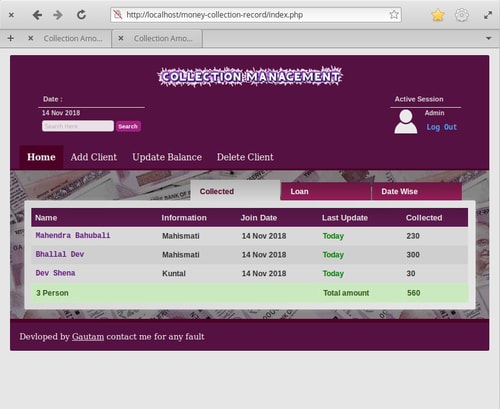 http://localhost/money-collection-record/index.php
Collection Amo...
Collection Amo...
COLLECTION MANAGEMENT
Date :
Active Session
14 Nov 2018
Admin
Search Here
Search
Log Out
Home
Add Client
Update Balance
Delete Client
Collected
Loan
Date Wise
Name Information Join Date Last Update Collected
Mahendra Bahubali Mahismati 14 Nov 2018 Today 230
Bhallal Dev Mahismati 14 Nov 2018 Today 300
Dev Shena Kuntal 14 Nov 2018 Today 30
3 Person Total amount 560
Devloped by Gautam contact me for any fault